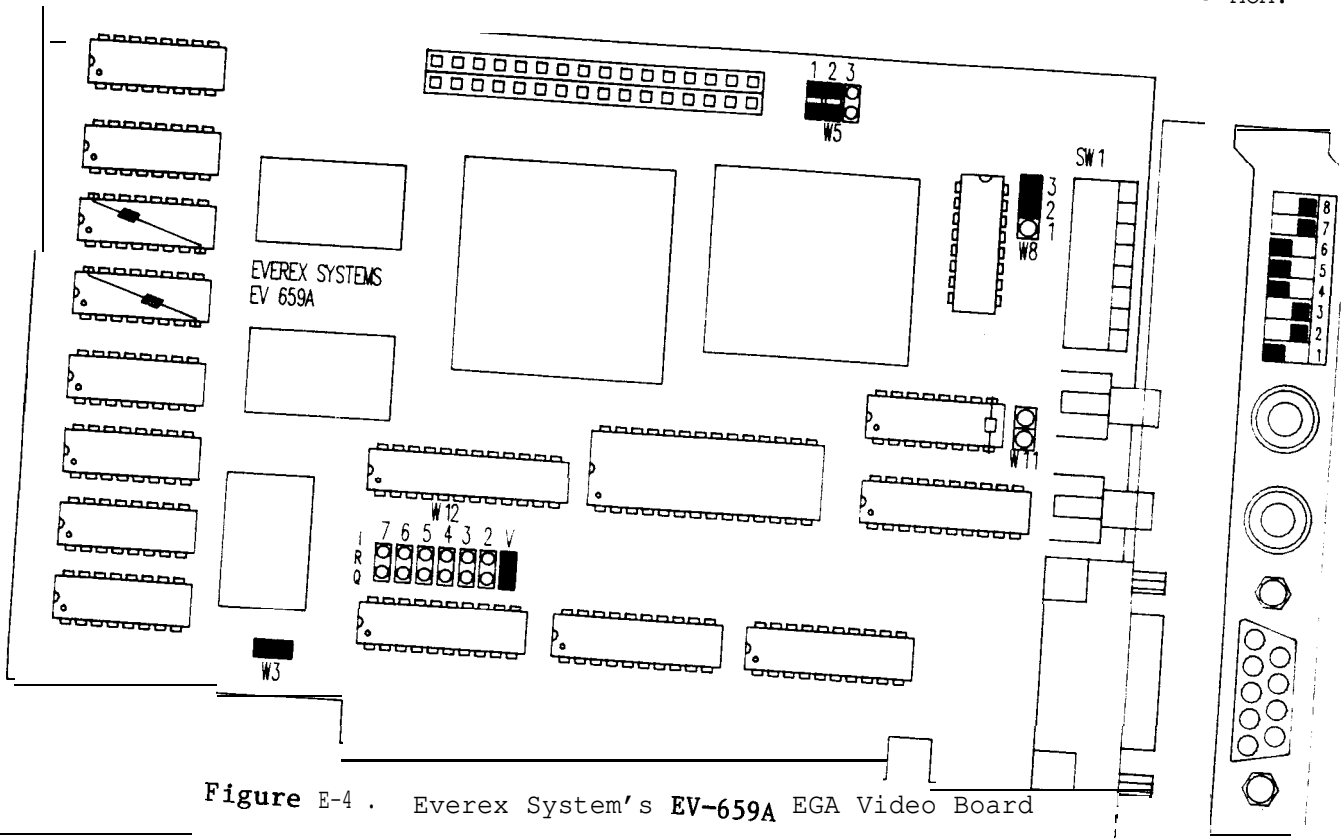 1 2 3
W5
SW1
3
2
1
W8
8
7
6
5
4
3
2
1
EVEREX SYSTEMS
EV 659A
W11
W12
I R Q
7 6 5 4 3 2 V
W3
Figure E-4 . Everex System's EV-659A EGA Video Board